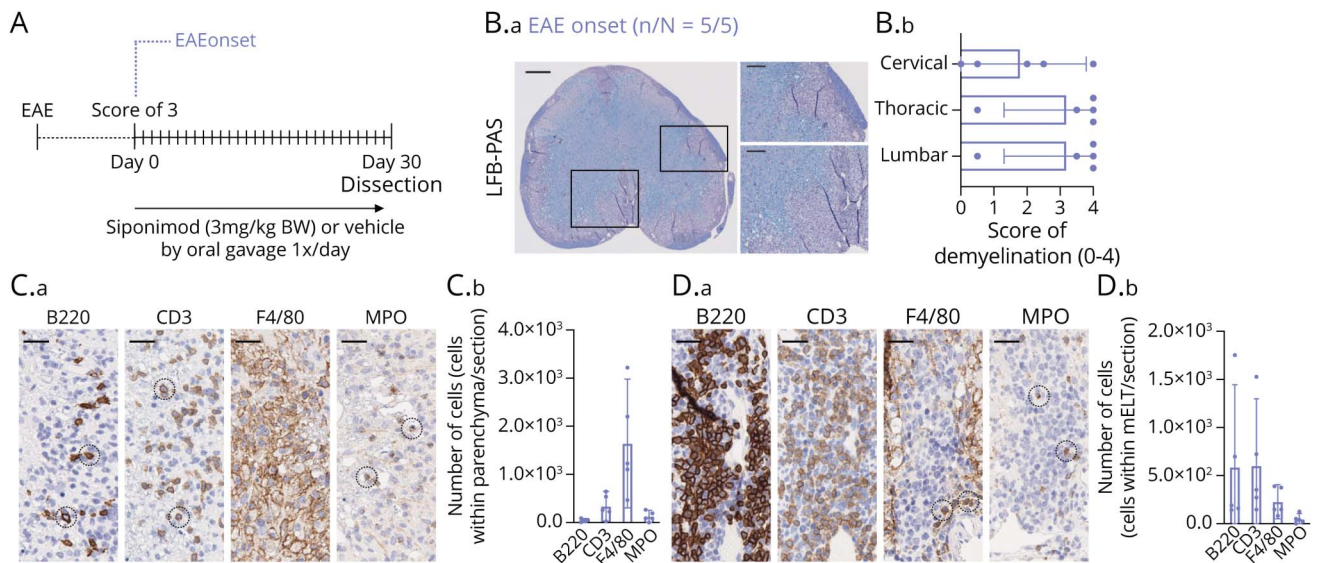 A
EAEonset
EAE
Score of 3
Day 0
Day 30
Dissection
Siponimod (3mg/kg BW) or vehicle
by oral gavage 1x/day
B.a EAE onset (n/N = 5/5)
LFB-PAS
B.b
Cervical
Thoracic
Lumbar
0 1 2 3 4
Score of
demyelination (0-4)
C.a
B220 CD3 F4/80 MPO
C.b
Number of cells (cells
within parenchyma/section)
4.0×10³
3.0×10³
2.0×10³
1.0×10³
0.0
B220 CD3 F4/80 MPO
D.a
B220 CD3 F4/80 MPO
D.b
Number of cells
(cells within mELT/section)
2.0×10³
1.5×10³
1.0×10³
5.0×10²
0.0
B220 CD3 F4/80 MPO